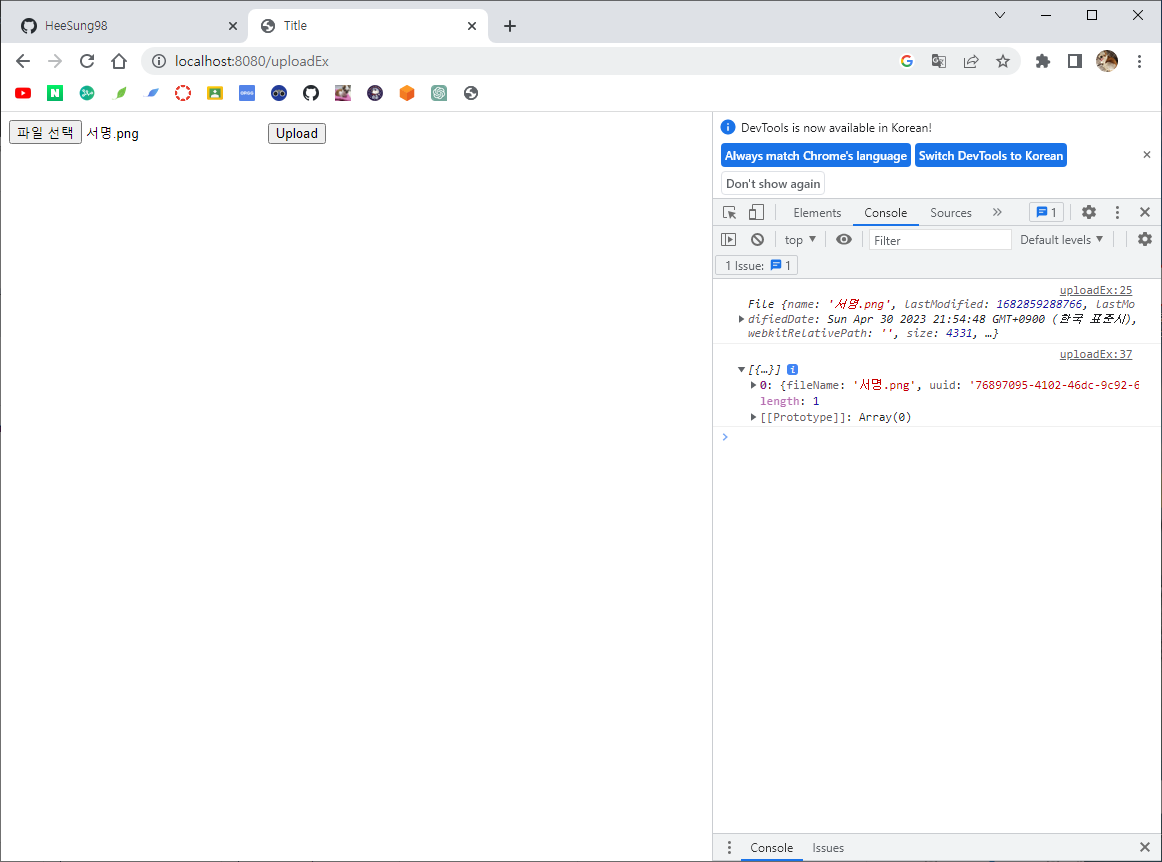 HeeSung98
Title
localhost:8080/uploadEx
파일 선택 서명.png Upload
DevTools is now available in Korean!
Always match Chrome's language Switch DevTools to Korean
Don't show again
Elements Console Sources 1
top Filter Default levels
1 Issue: 1
uploadEx:25
File {name: '서명.png', lastModified: 1682859288766, lastMo
difiedDate: Sun Apr 30 2023 21:54:48 GMT+0900 (한국 표준시),
webkitRelativePath: '', size: 4331, …}
uploadEx:37
[{…}]
0: {fileName: '서명.png', uuid: '76897095-4102-46dc-9c92-6
length: 1
[[Prototype]]: Array(0)
Console Issues